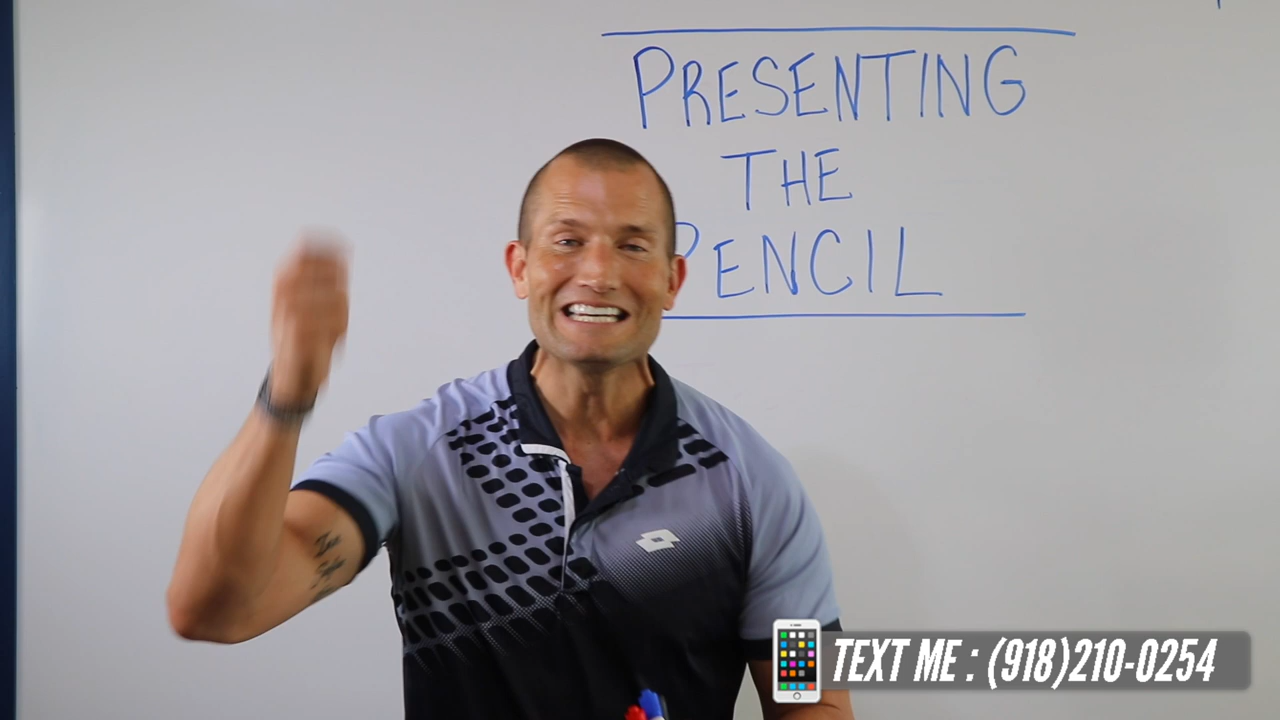 PRESENTING
THE
PENCIL
TEXT ME : (918)210-0254